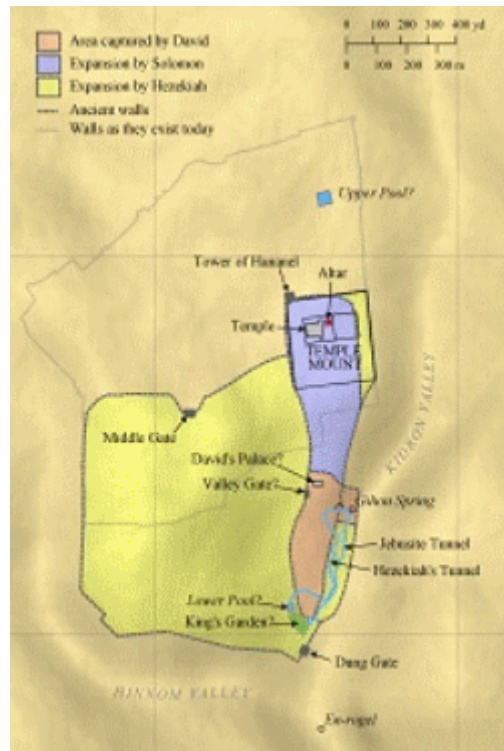 Area captured by David
Expansion by Solomon
Expansion by Hezekiah
Ancient walls
Walls as they exist today
0 100 200 300 400 yd
0 100 200 300 m
Upper Pool?
Tower of Hananel
Altar
Temple
TEMPLE
MOUNT
KIDRON VALLEY
Middle Gate
David's Palace?
Valley Gate?
Gihon Spring
Jebusite Tunnel
Hezekiah's Tunnel
Lower Pool?
King's Garden?
Dung Gate
HINNOM VALLEY
En-rogel